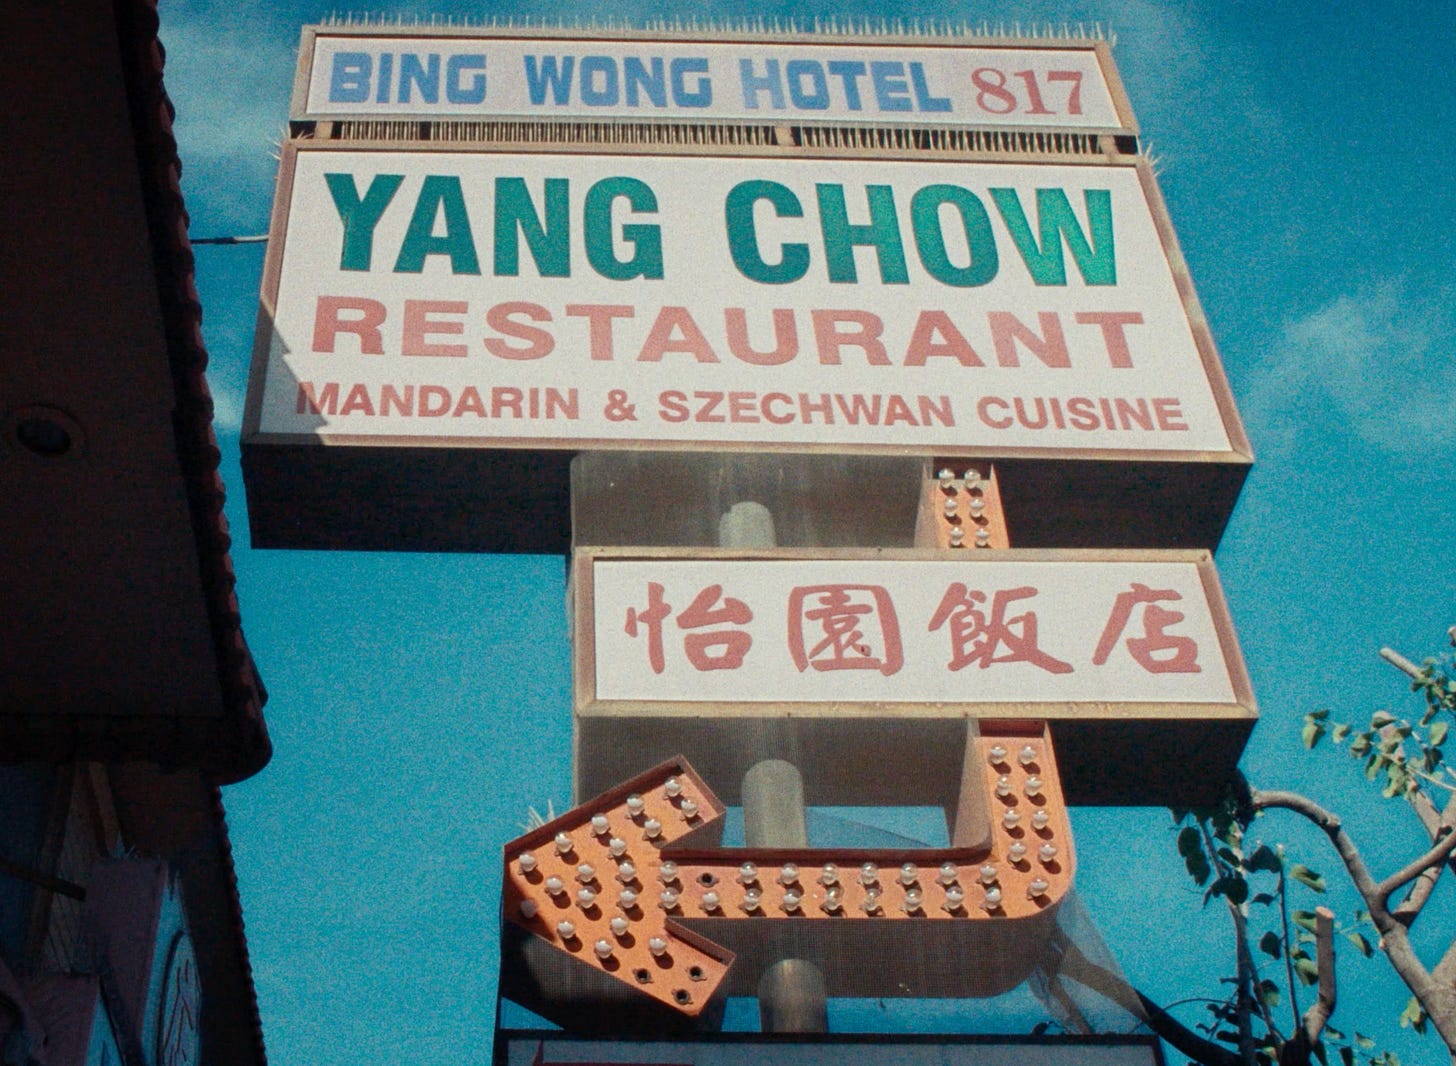 BING WONG HOTEL 817
YANG CHOW
RESTAURANT
MANDARIN & SZECHWAN CUISINE
怡園飯店